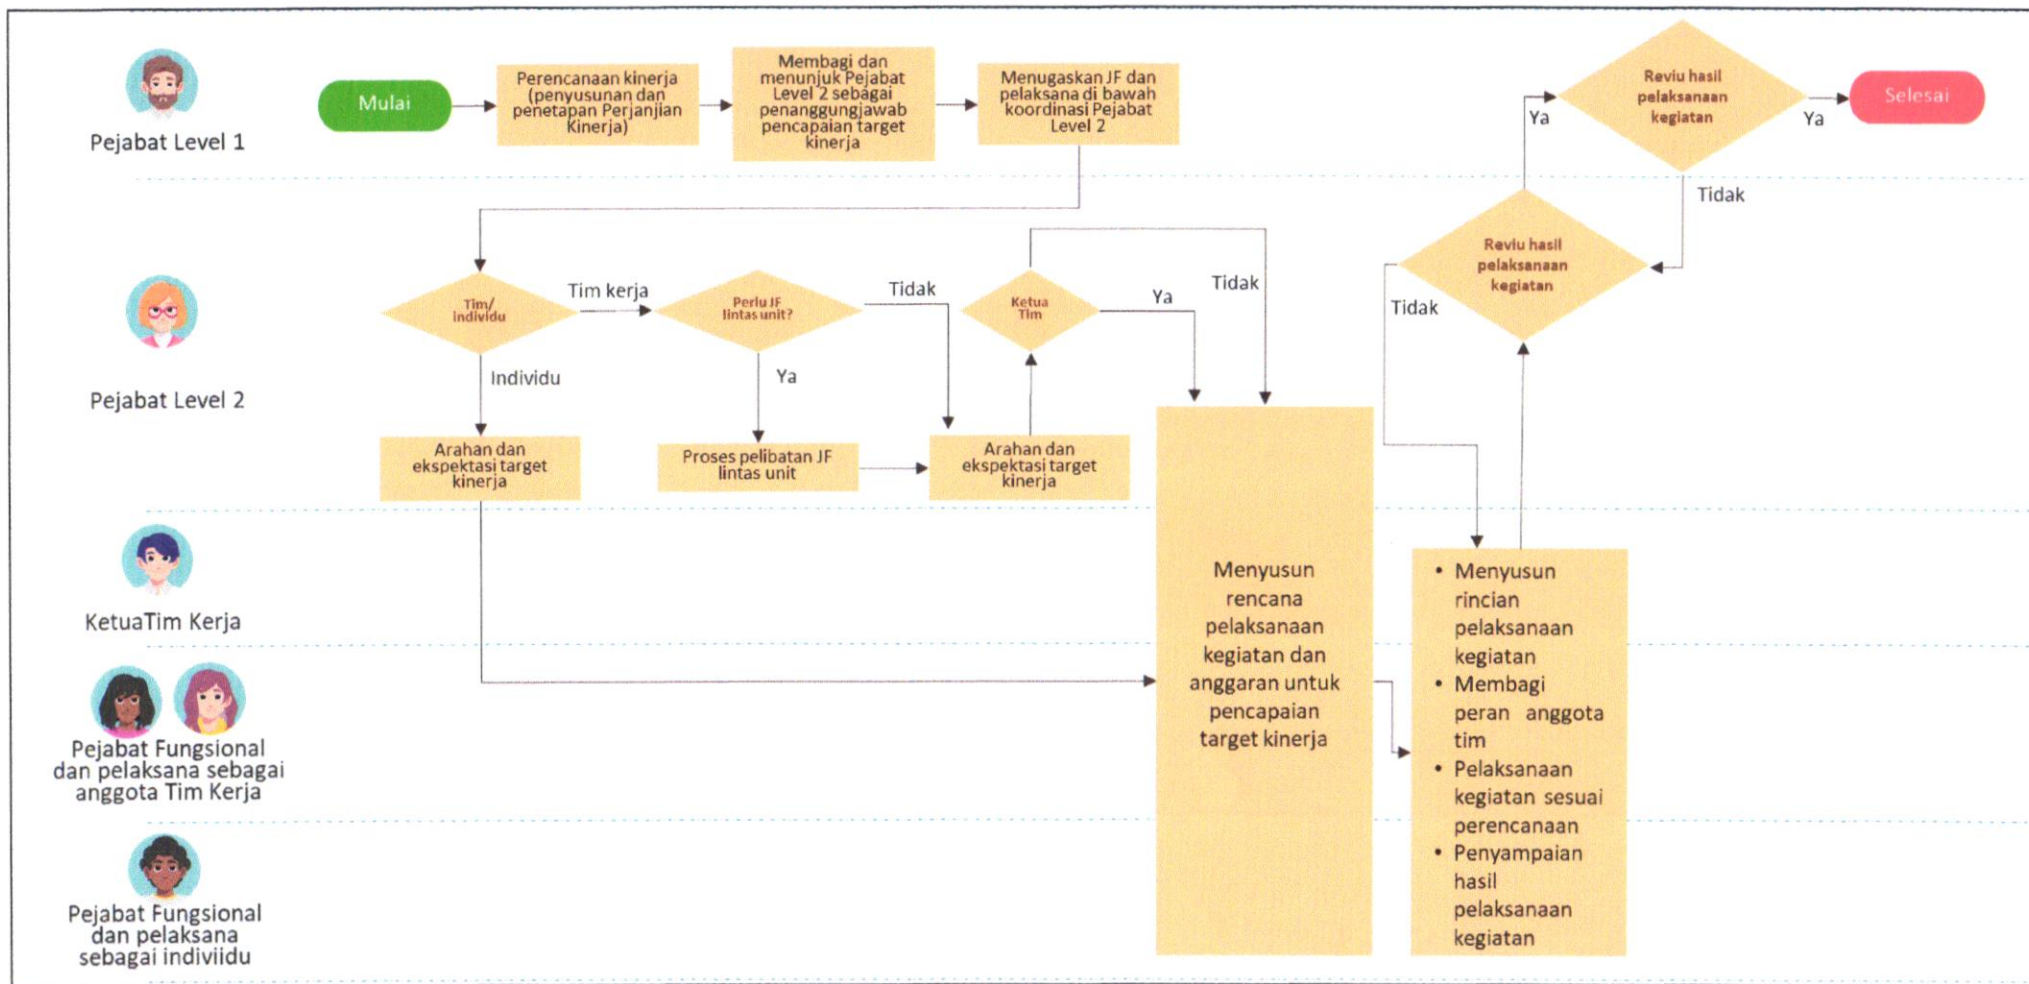 Pejabat Level 1
Mulai
Perencanaan kinerja
(penyusunan dan
penetapan Perjanjian
Kinerja)
Membagi dan
menunjuk Pejabat
Level 2 sebagai
penanggungjawab
pencapaian target
kinerja
Menugaskan JF dan
pelaksana di bawah
koordinasi Pejabat
Level 2
Reviu hasil
pelaksanaan
kegiatan
Ya
Ya
Selesai
Tidak
Pejabat Level 2
Tim/
individu
Tim kerja
Perlu JF
lintas unit?
Tidak
Ketua
Tim
Ya
Tidak
Reviu hasil
pelaksanaan
kegiatan
Tidak
Individu
Ya
Arahan dan
ekspektasi target
kinerja
Proses pelibatan JF
lintas unit
Arahan dan
ekspektasi target
kinerja
KetuaTim Kerja
Menyusun
rencana
pelaksanaan
kegiatan dan
anggaran untuk
pencapaian
target kinerja
• Menyusun
rincian
pelaksanaan
kegiatan
• Membagi
peran anggota
tim
• Pelaksanaan
kegiatan sesuai
perencanaan
• Penyampaian
hasil
pelaksanaan
kegiatan
Pejabat Fungsional
dan pelaksana sebagai
anggota Tim Kerja
Pejabat Fungsional
dan pelaksana
sebagai indiviidu